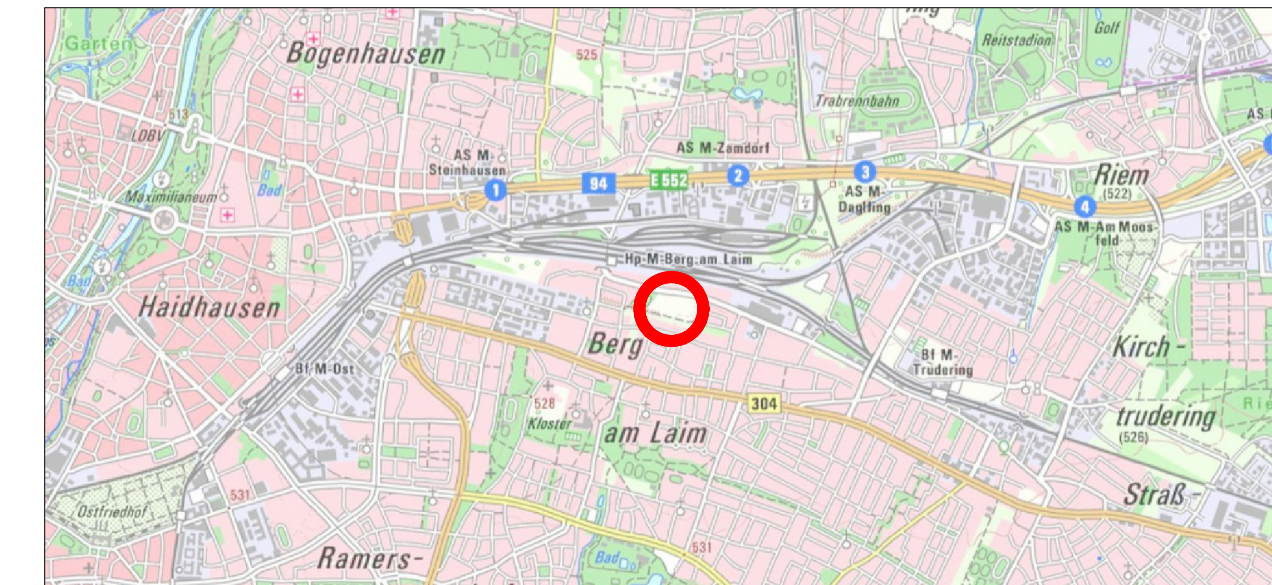 Garten
Bogenhausen
525
Reitstadion
Golf
513
LDBV
Trabrennbahn
AS M-
Steinhausen
AS M-Zamdorf
Maximilianeum
Bad
1
94
E 552
2
3
AS M-
Daglfing
Riem
(522)
4
AS M-Am Moos-
feld
Bad
Hp-M-Berg am Laim
Haidhausen
Berg
Bf M-Ost
Bf M-
Trudering
Kirch-
528
Kloster
304
am Laim
trudering
(526)
531
Ostfriedhof
Straß-
531
Ramers-
Bad